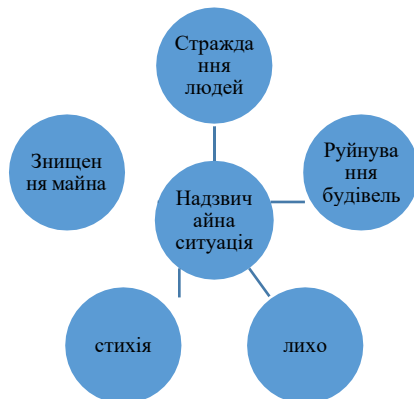 Стражда
ння
людей
Знищен
ня майна
Надзвич
айна
ситуація
Руйнува
ння
будівель
стихія
лихо